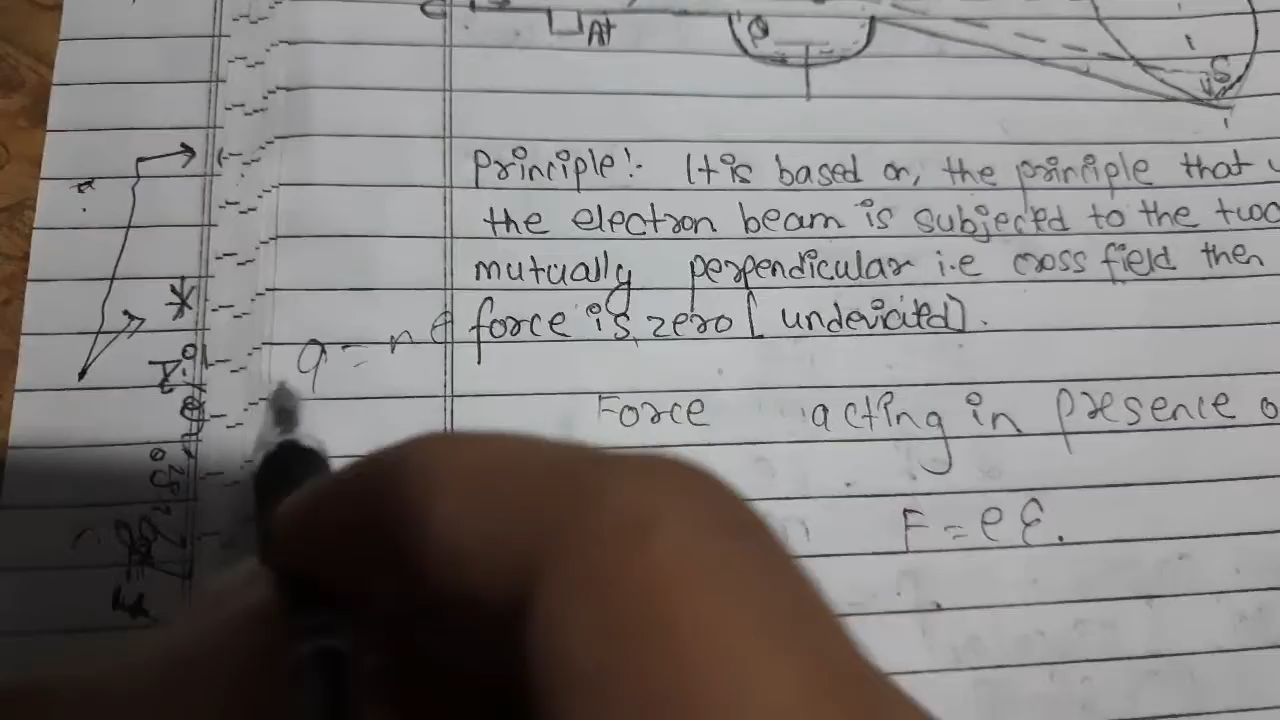 At
Q
S
Principle:- It is based on, the principle that
the electron beam is subjected to the two
mutually perpendicular i.e cross field then
force is zero [ undeviated].
q = ne
Force acting in presence o
F = eE.